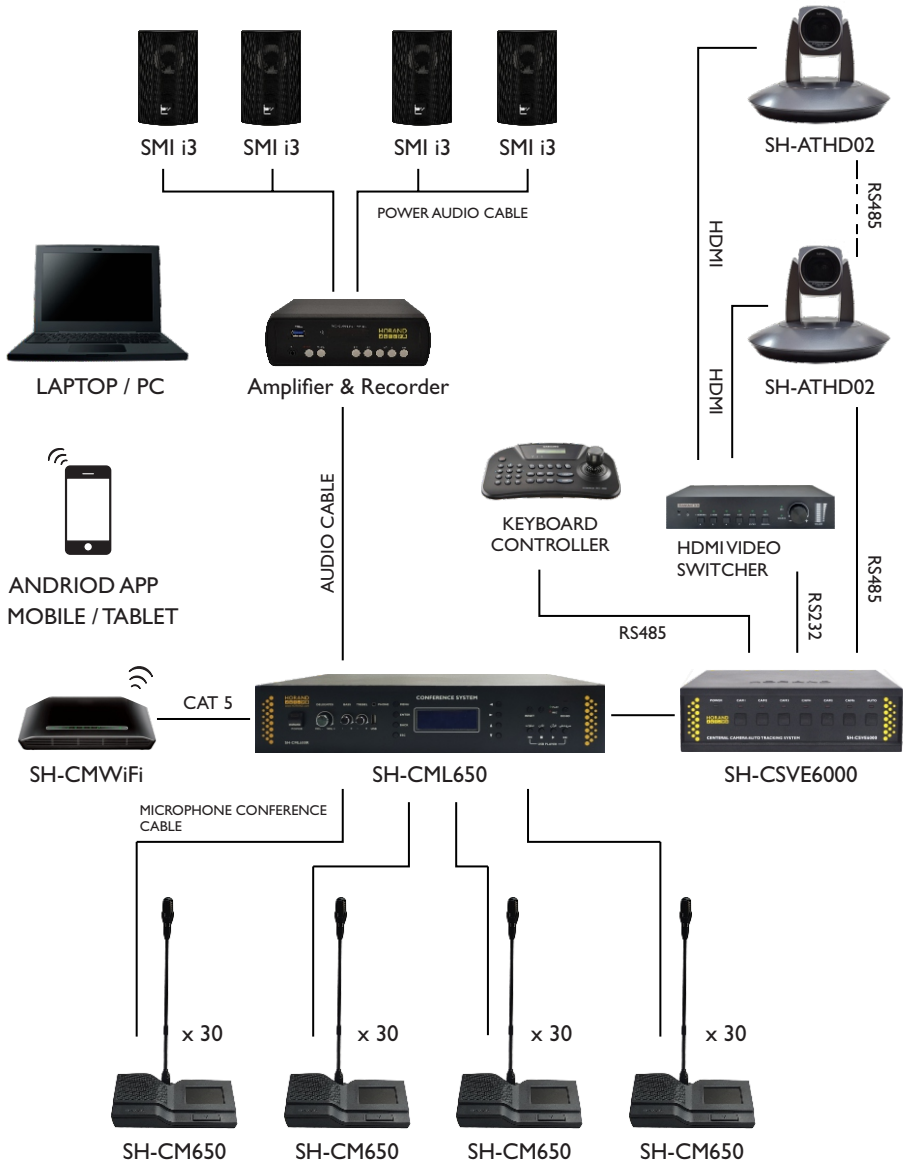 SMI i3
SMI i3
SMI i3
SMI i3
SH-ATHD02
POWER AUDIO CABLE
HDMI
RS485
LAPTOP / PC
HORAND
Amplifier & Recorder
HDMI
SH-ATHD02
AUDIO CABLE
KEYBOARD
CONTROLLER
HDMI VIDEO
SWITCHER
ANDRIOD APP
MOBILE / TABLET
RS485
RS232
RS485
CAT 5
HORAND
CONFERENCE SYSTEM
HORAND
CENTRAL CAMERA AUTO TRACKING SYSTEM
SH-CSVE6000
SH-CMWiFi
SH-CML650
SH-CSVE6000
MICROPHONE CONFERENCE
CABLE
x 30
x 30
x 30
x 30
SH-CM650
SH-CM650
SH-CM650
SH-CM650